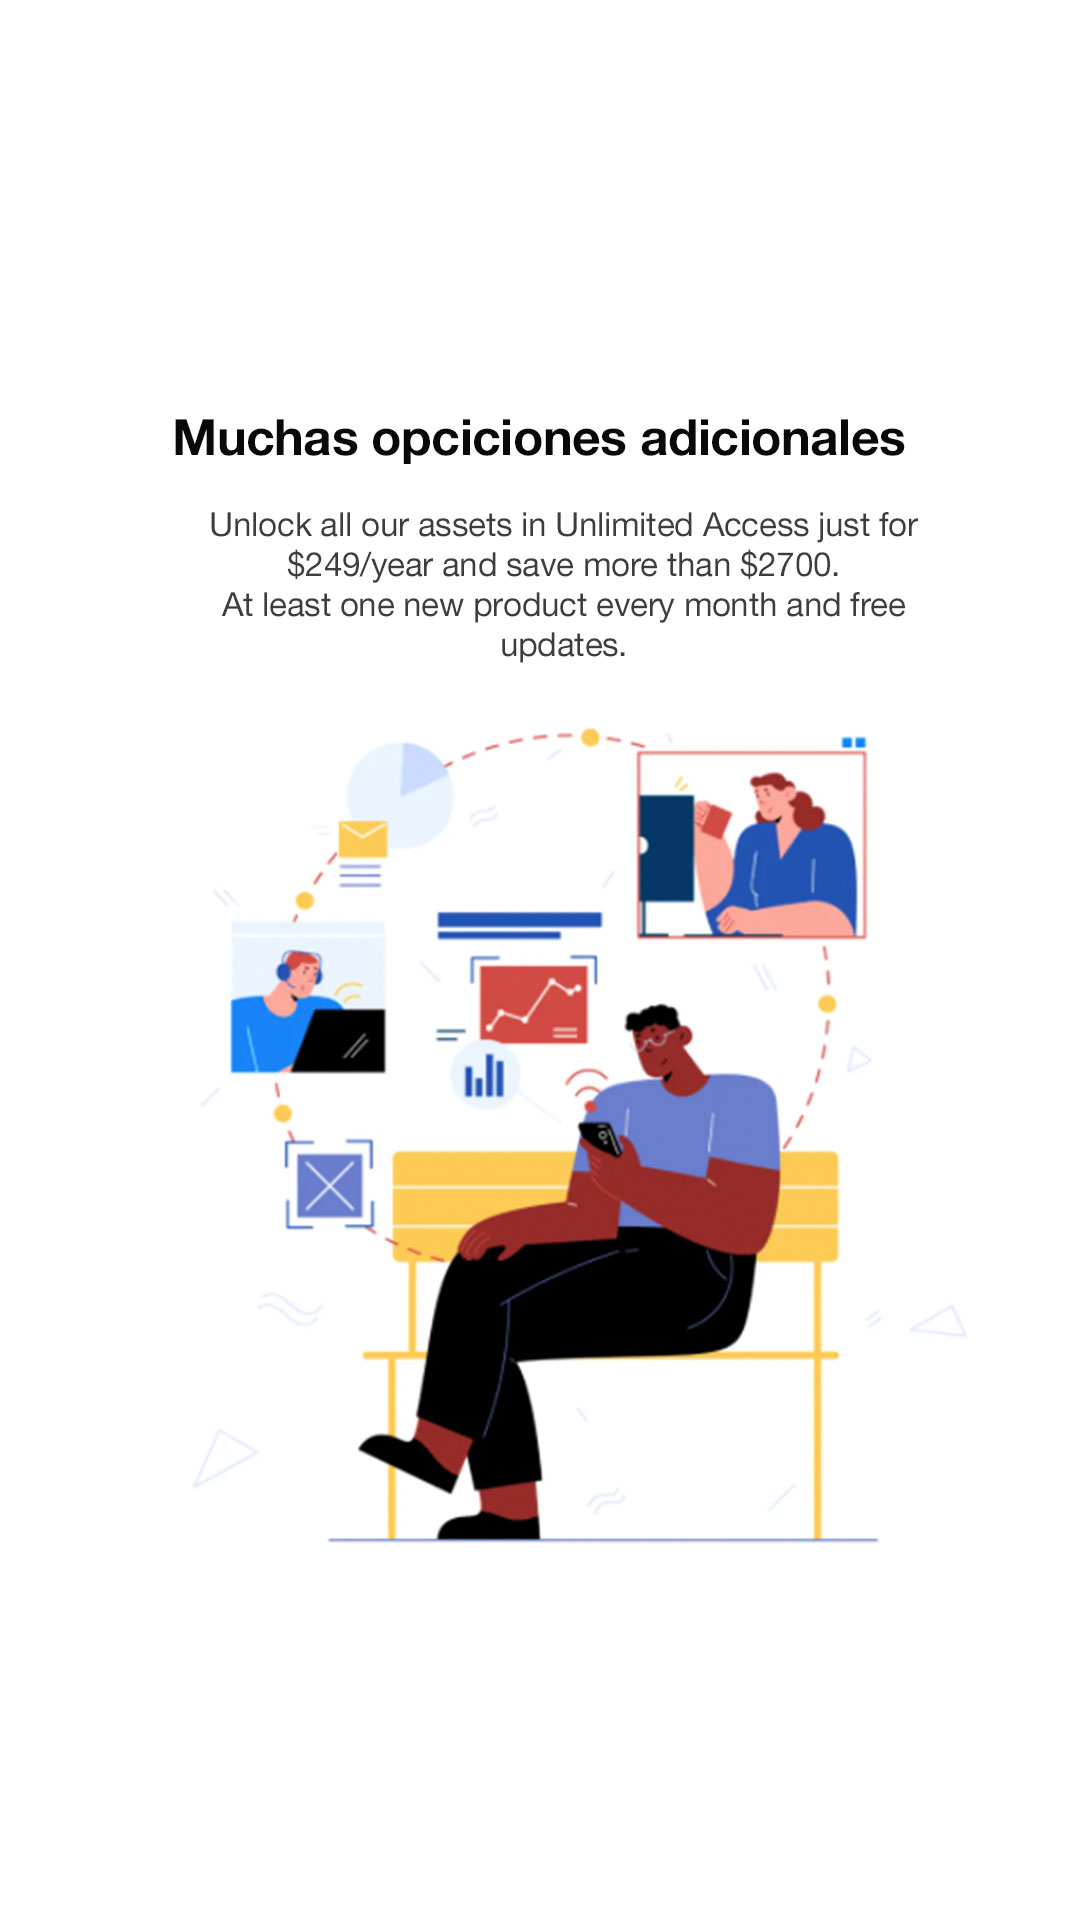 Muchas opciciones adicionales
Unlock all our assets in Unlimited Access just for
$249/year and save more than $2700.
At least one new product every month and free
updates.